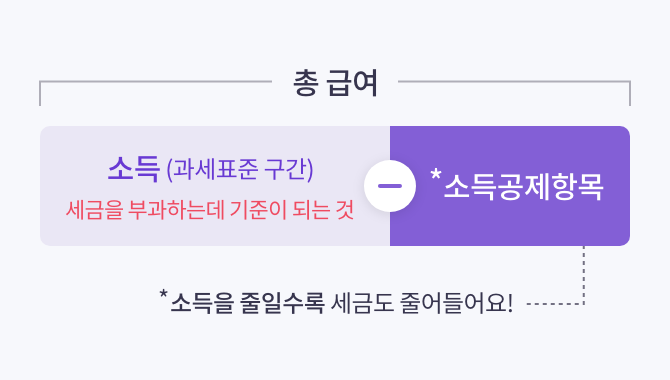 총 급여
소득 (과세표준 구간)
세금을 부과하는데 기준이 되는 것
*소득공제항목
*소득을 줄일수록 세금도 줄어들어요!